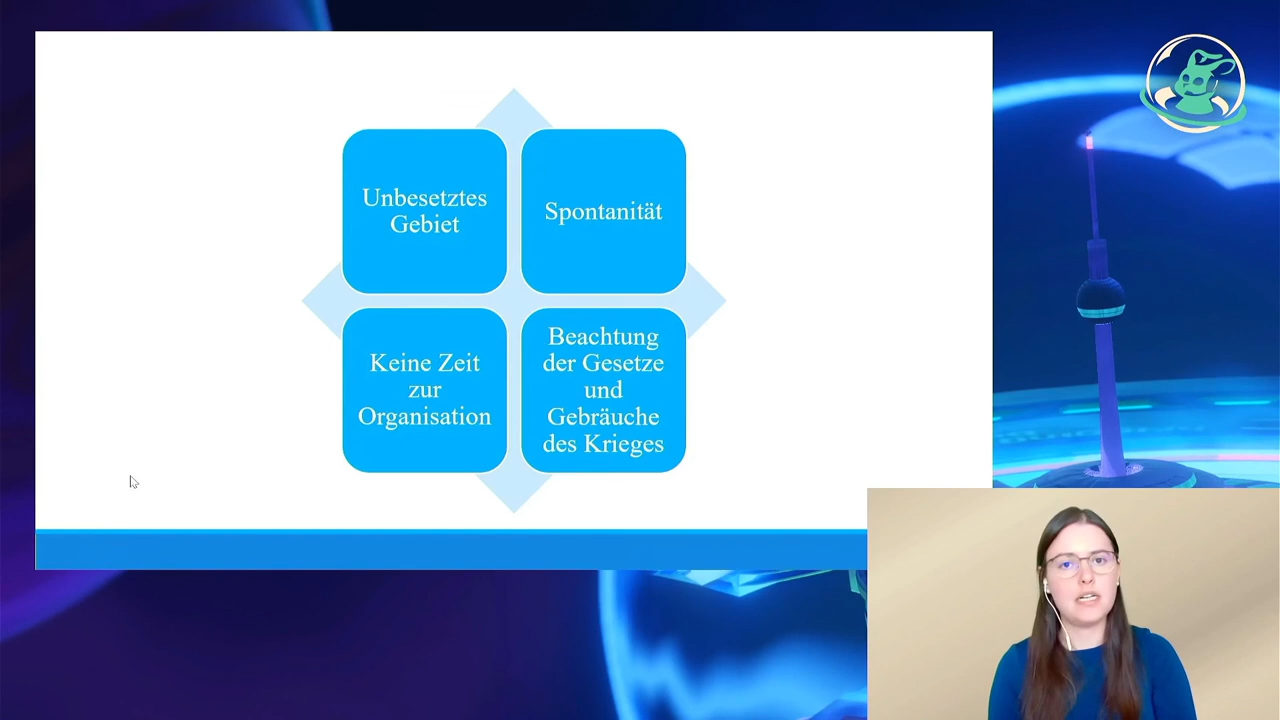 Unbesetztes
Gebiet
Spontanität
Keine Zeit
zur
Organisation
Beachtung
der Gesetze
und
Gebräuche
des Krieges